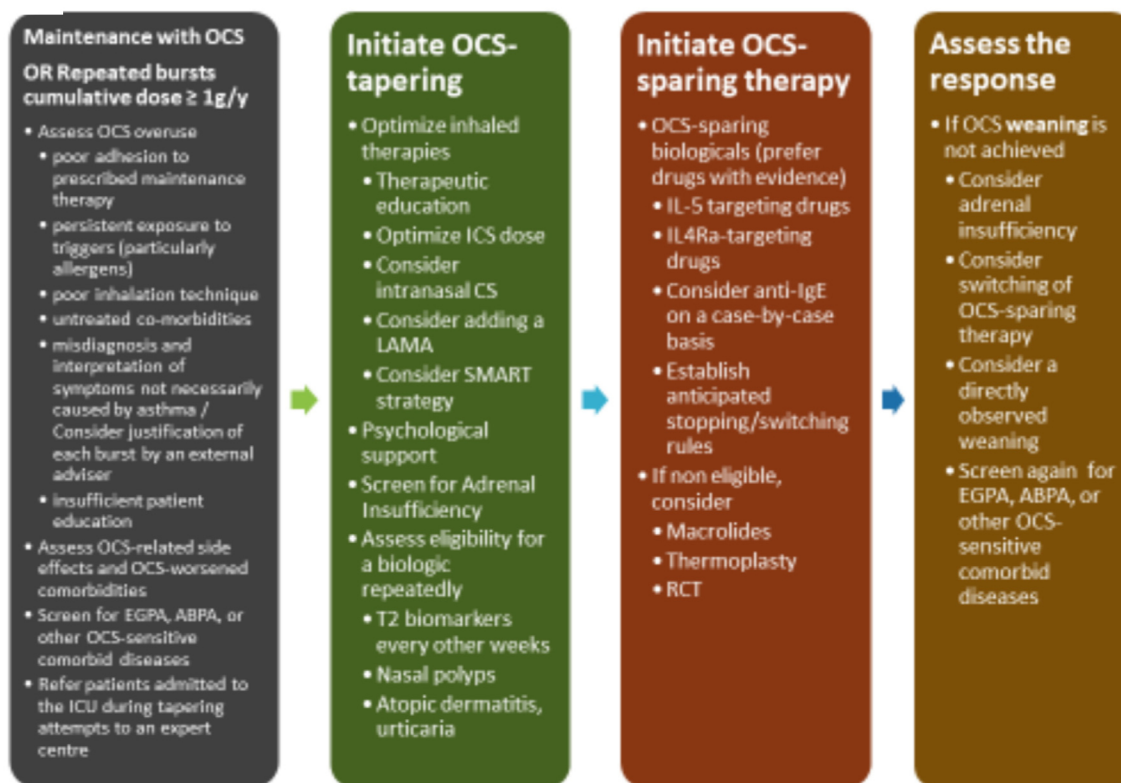 Maintenance with OCS
OR Repeated bursts
cumulative dose ≥ 1g/y
• Assess OCS overuse
• poor adhesion to
prescribed maintenance
therapy
• persistent exposure to
triggers (particularly
allergens)
• poor inhalation technique
• untreated co-morbidities
• misdiagnosis and
interpretation of
symptoms not necessarily
caused by asthma /
Consider justification of
each burst by an external
adviser
• insufficient patient
education
• Assess OCS-related side
effects and OCS-worsened
comorbidities
• Screen for EGPA, ABPA, or
other OCS-sensitive
comorbid diseases
• Refer patients admitted to
the ICU during tapering
attempts to an expert
centre
Initiate OCS-
tapering
• Optimize inhaled
therapies
• Therapeutic
education
• Optimize ICS dose
• Consider
intranasal CS
• Consider adding a
LAMA
• Consider SMART
strategy
• Psychological
support
• Screen for Adrenal
Insufficiency
• Assess eligibility for
a biologic
repeatedly
• T2 biomarkers
every other weeks
• Nasal polyps
• Atopic dermatitis,
urticaria
Initiate OCS-
sparing therapy
• OCS-sparing
biologicals (prefer
drugs with evidence)
• IL-5 targeting drugs
• IL4Ra-targeting
drugs
• Consider anti-IgE
on a case-by-case
basis
• Establish
anticipated
stopping/switching
rules
• If non eligible,
consider
• Macrolides
• Thermoplasty
• RCT
Assess the
response
• If OCS weaning is
not achieved
• Consider
adrenal
insufficiency
• Consider
switching of
OCS-sparing
therapy
• Consider a
directly
observed
weaning
• Screen again for
EGPA, ABPA, or
other OCS-
sensitive
comorbid
diseases